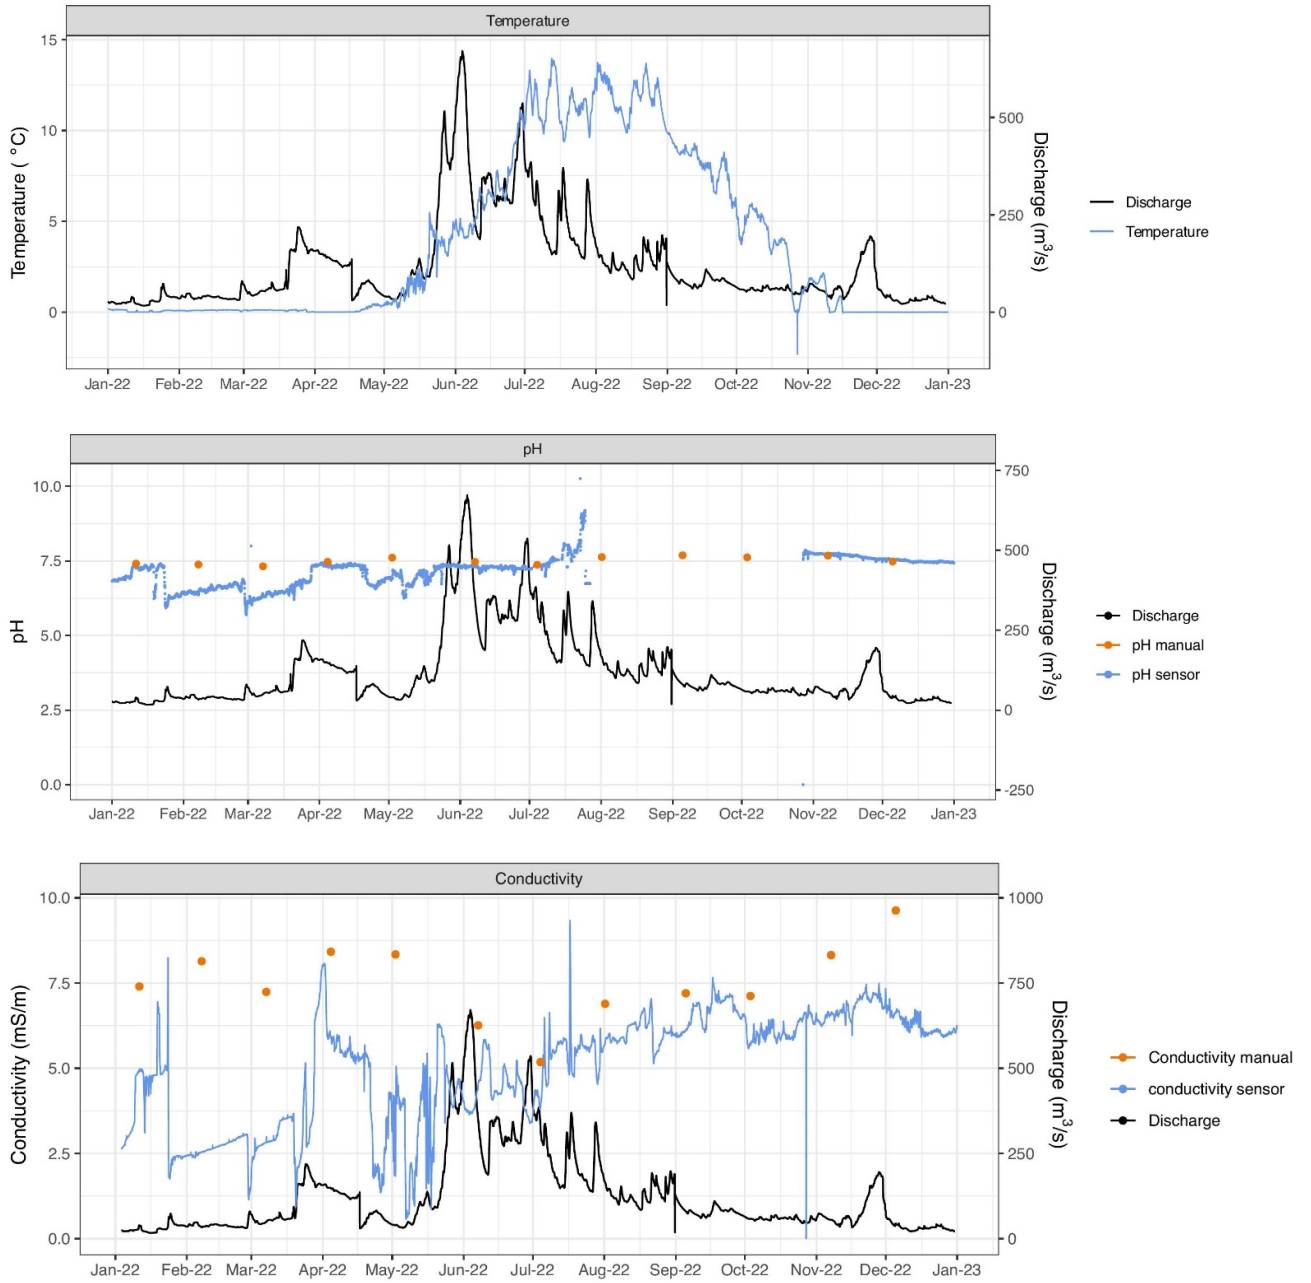 Temperature
15
10
5
0
Temperature ( °C)
500
250
0
Discharge (m³/s)
Discharge
Temperature
Jan-22 Feb-22 Mar-22 Apr-22 May-22 Jun-22 Jul-22 Aug-22 Sep-22 Oct-22 Nov-22 Dec-22 Jan-23
pH
10.0
7.5
5.0
2.5
0.0
pH
750
500
250
0
-250
Discharge (m³/s)
Discharge
pH manual
pH sensor
Jan-22 Feb-22 Mar-22 Apr-22 May-22 Jun-22 Jul-22 Aug-22 Sep-22 Oct-22 Nov-22 Dec-22 Jan-23
Conductivity
10.0
7.5
5.0
2.5
0.0
Conductivity (mS/m)
1000
750
500
250
0
Discharge (m³/s)
Conductivity manual
conductivity sensor
Discharge
Jan-22 Feb-22 Mar-22 Apr-22 May-22 Jun-22 Jul-22 Aug-22 Sep-22 Oct-22 Nov-22 Dec-22 Jan-23